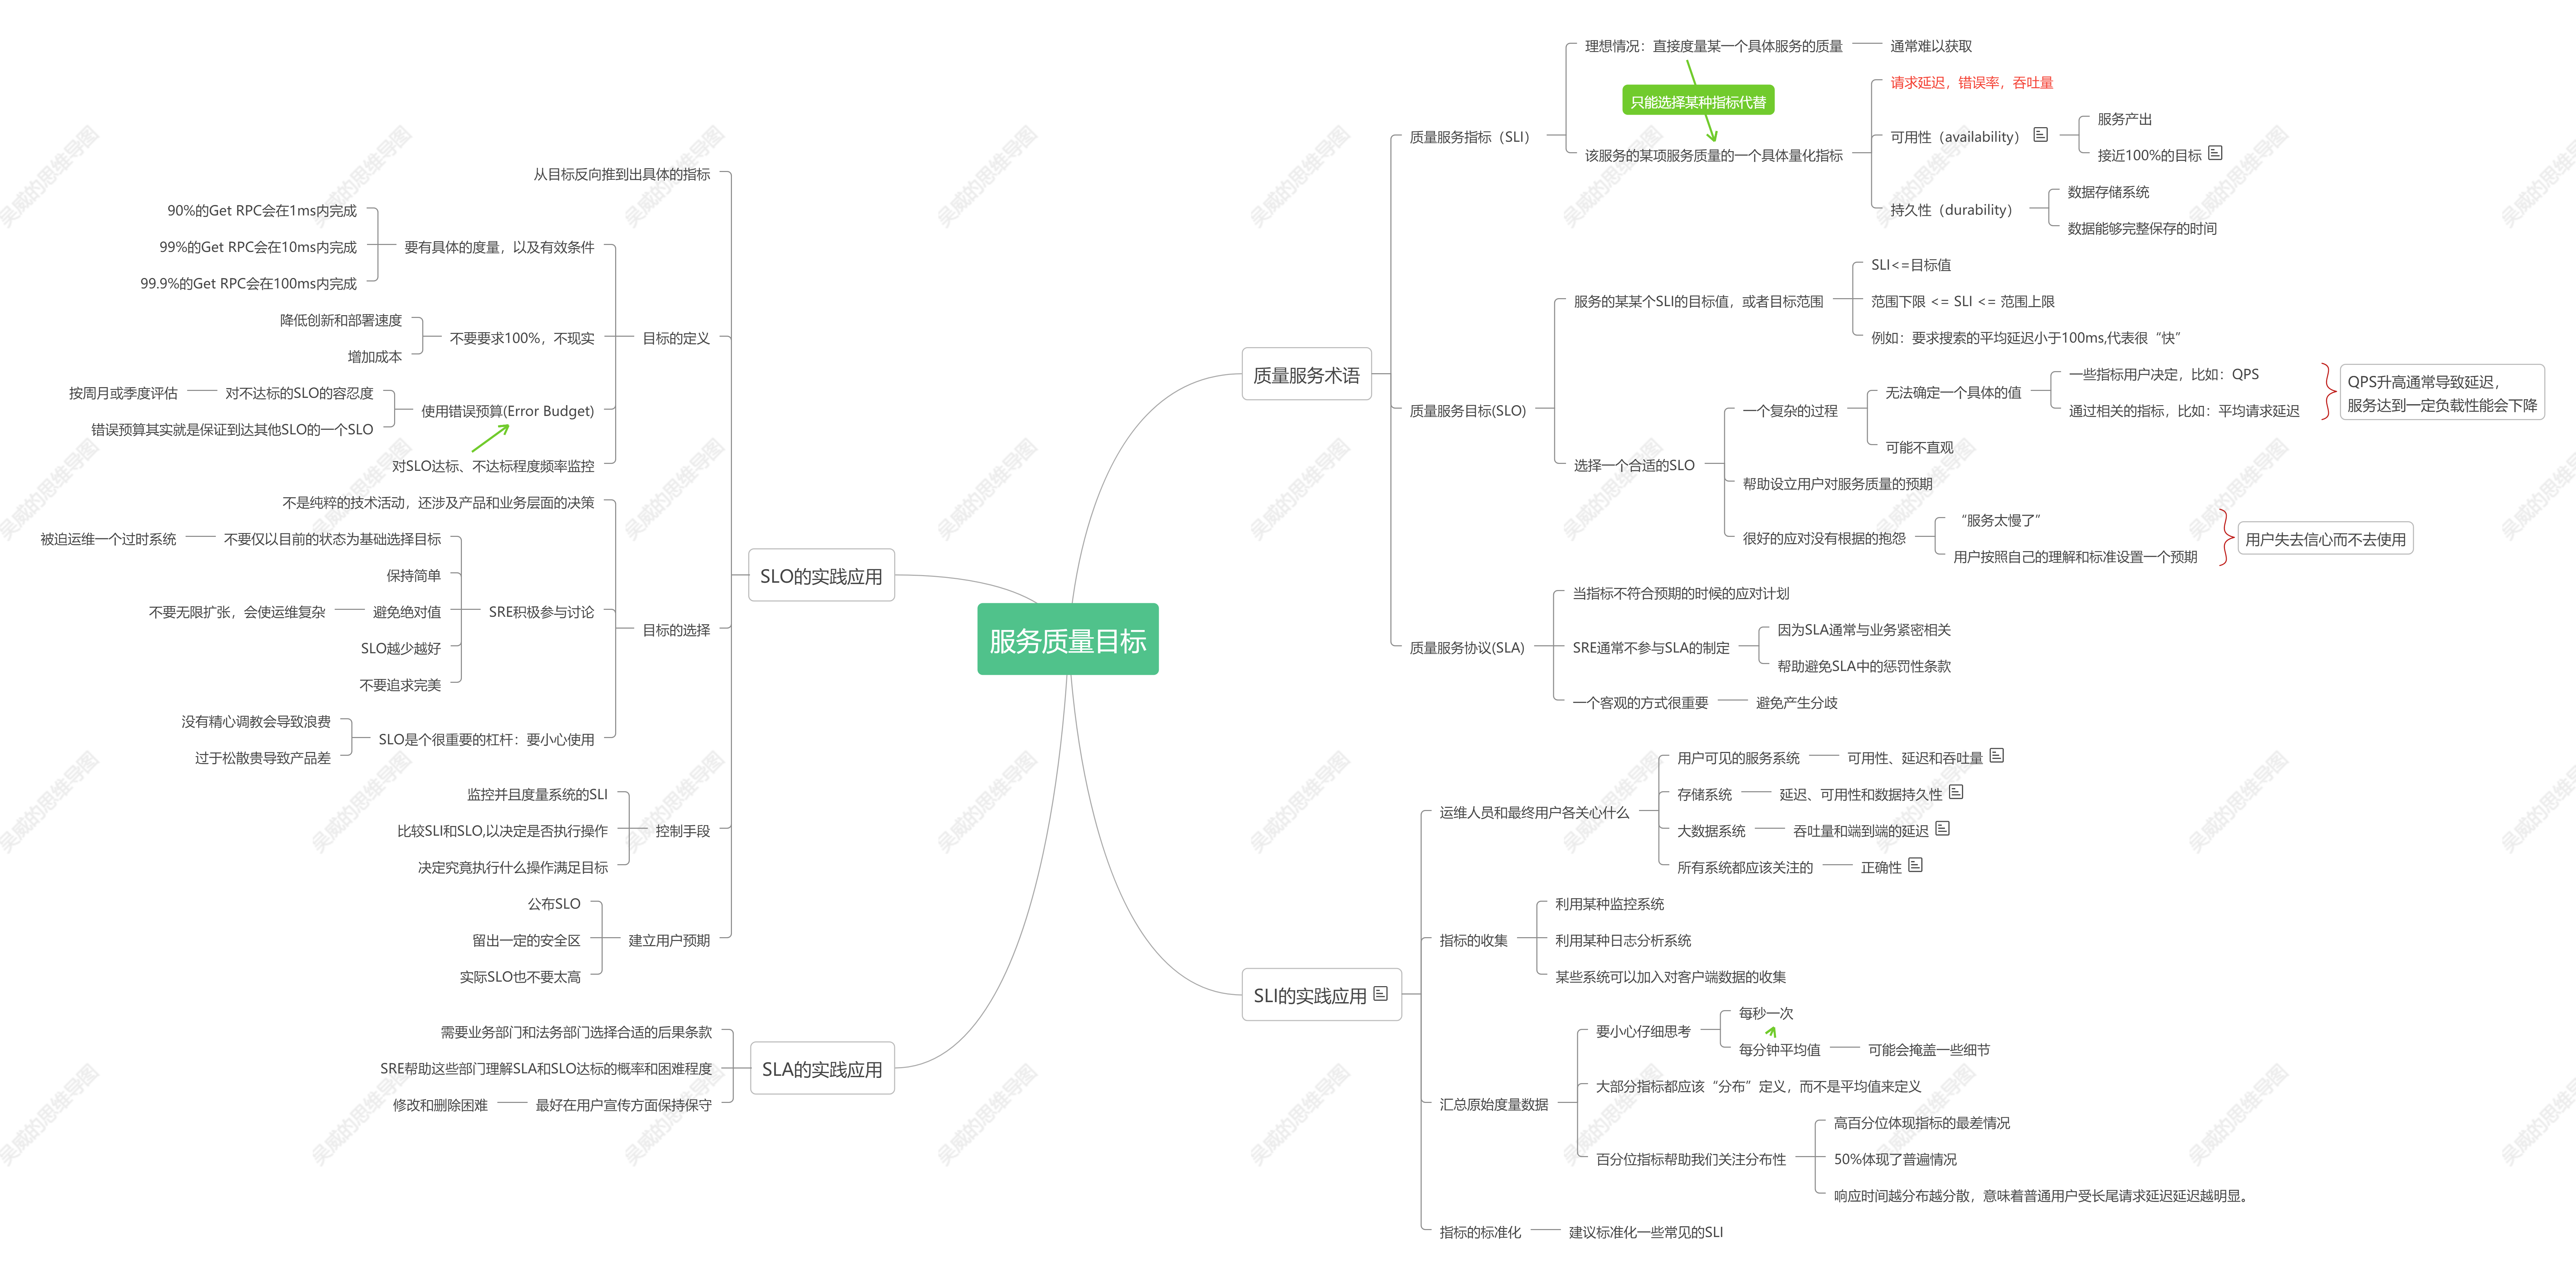 服务质量目标
质量服务术语
质量服务指标（SLI）
理想情况：直接度量某一个具体服务的质量
通常难以获取
只能选择某种指标代替
该服务的某项服务质量的一个具体量化指标
请求延迟，错误率，吞吐量
可用性（availability）
服务产出
接近100%的目标
持久性（durability）
数据存储系统
数据能够完整保存的时间
质量服务目标(SLO)
服务的某某个SLI的目标值，或者目标范围
SLI<=目标值
范围下限 <= SLI <= 范围上限
例如：要求搜索的平均延迟小于100ms,代表很“快”
选择一个合适的SLO
一个复杂的过程
无法确定一个具体的值
一些指标用户决定，比如：QPS
通过相关的指标，比如：平均请求延迟
QPS升高通常导致延迟，
服务达到一定负载性能会下降
可能不直观
帮助设立用户对服务质量的预期
很好的应对没有根据的抱怨
“服务太慢了”
用户按照自己的理解和标准设置一个预期
用户失去信心而不去使用
质量服务协议(SLA)
当指标不符合预期的时候的应对计划
SRE通常不参与SLA的制定
因为SLA通常与业务紧密相关
帮助避免SLA中的惩罚性条款
一个客观的方式很重要
避免产生分歧
SLI的实践应用
运维人员和最终用户各关心什么
用户可见的服务系统
可用性、延迟和吞吐量
存储系统
延迟、可用性和数据持久性
大数据系统
吞吐量和端到端的延迟
所有系统都应该关注的
正确性
指标的收集
利用某种监控系统
利用某种日志分析系统
某些系统可以加入对客户端数据的收集
汇总原始度量数据
要小心仔细思考
每秒一次
每分钟平均值
可能会掩盖一些细节
大部分指标都应该“分布”定义，而不是平均值来定义
百分位指标帮助我们关注分布性
高百分位体现指标的最差情况
50%体现了普遍情况
响应时间越分布越分散，意味着普通用户受长尾请求延迟延迟越明显。
指标的标准化
建议标准化一些常见的SLI
SLO的实践应用
从目标反向推到出具体的指标
目标的定义
要有具体的度量，以及有效条件
90%的Get RPC会在1ms内完成
99%的Get RPC会在10ms内完成
99.9%的Get RPC会在100ms内完成
不要要求100%，不现实
降低创新和部署速度
增加成本
使用错误预算(Error Budget)
对不达标的SLO的容忍度
按周月或季度评估
错误预算其实就是保证到达其他SLO的一个SLO
对SLO达标、不达标程度频率监控
目标的选择
不是纯粹的技术活动，还涉及产品和业务层面的决策
SRE积极参与讨论
不要仅以目前的状态为基础选择目标
被迫运维一个过时系统
保持简单
避免绝对值
不要无限扩张，会使运维复杂
SLO越少越好
不要追求完美
SLO是个很重要的杠杆：要小心使用
没有精心调教会导致浪费
过于松散贵导致产品差
控制手段
监控并且度量系统的SLI
比较SLI和SLO,以决定是否执行操作
决定究竟执行什么操作满足目标
建立用户预期
公布SLO
留出一定的安全区
实际SLO也不要太高
SLA的实践应用
需要业务部门和法务部门选择合适的后果条款
SRE帮助这些部门理解SLA和SLO达标的概率和困难程度
最好在用户宣传方面保持保守
修改和删除困难
吴威的思维导图